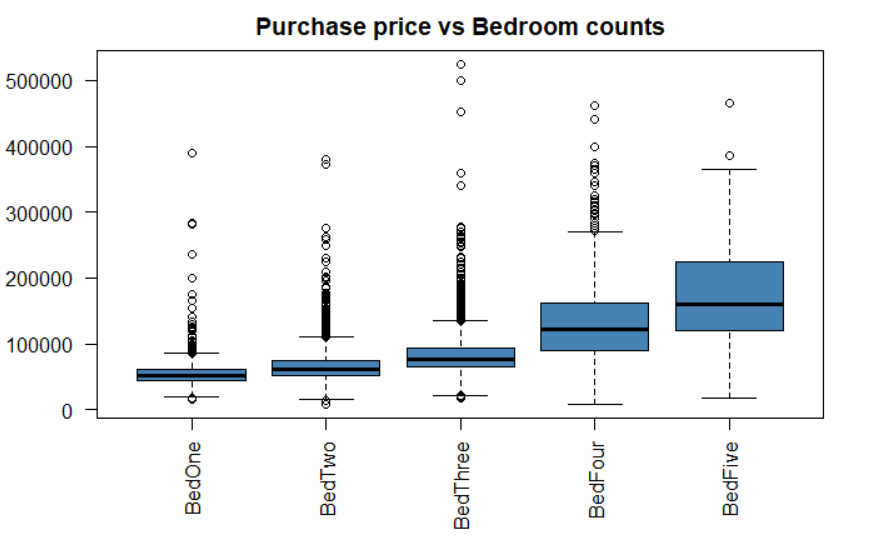 Purchase price vs Bedroom counts
500000
400000
300000
200000
100000
0
BedOne
BedTwo
BedThree
BedFour
BedFive